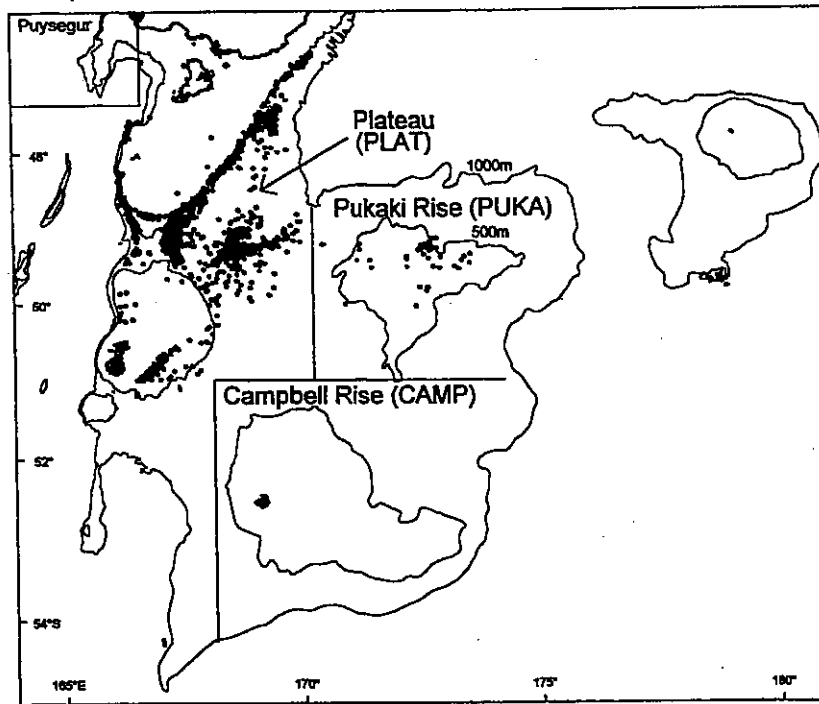 Puysegur
Plateau
(PLAT)
48°
1000m
Pukaki Rise (PUKA)
500m
50°
Campbell Rise (CAMP)
52°
54°S
165°E
170°
175°
180°